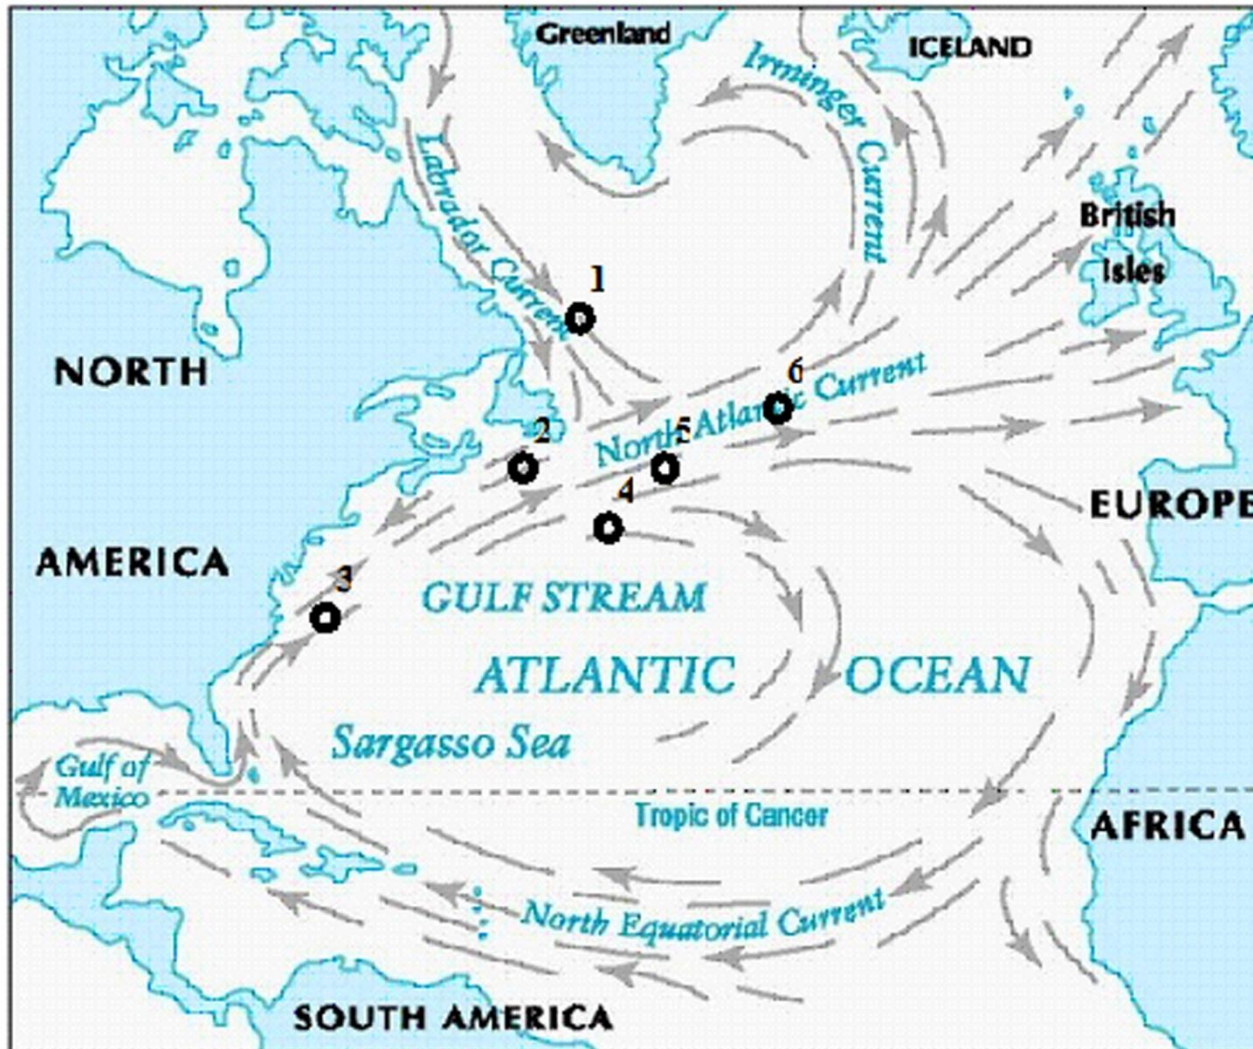 Greenland
ICELAND
Irminger Current
Labrador Current
British
Isles
1
NORTH
6
2
North Atlantic Current
5
4
EUROPE
AMERICA
3
GULF STREAM
ATLANTIC OCEAN
Sargasso Sea
Gulf of
Mexico
Tropic of Cancer
AFRICA
North Equatorial Current
SOUTH AMERICA